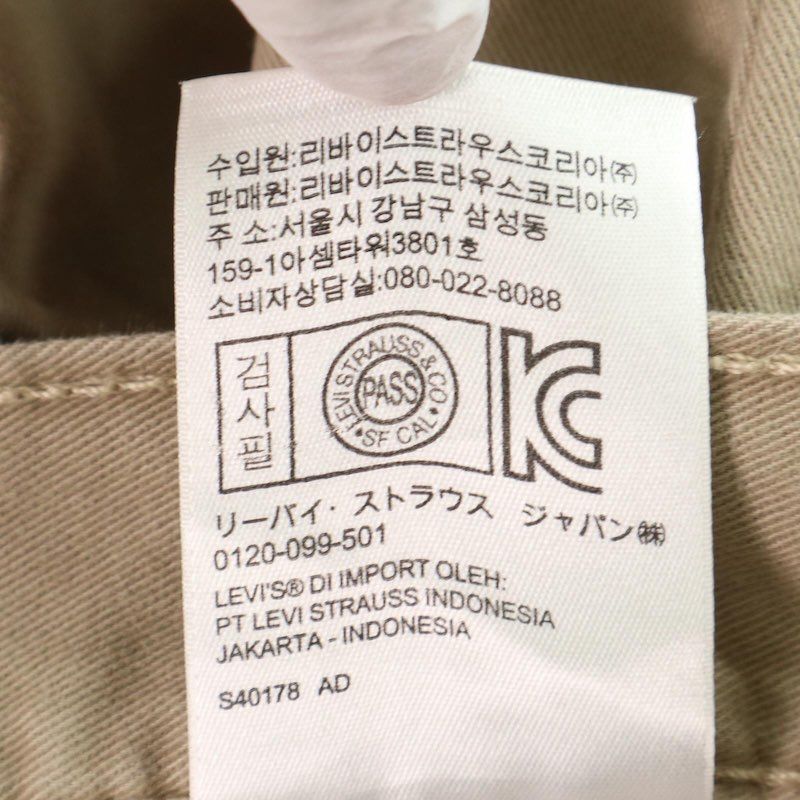 수입원:리바이스트라우스코리아㈜
판매원:리바이스트라우스코리아㈜
주 소:서울시 강남구 삼성동
159-1아셈타워3801호
소비자상담실:080-022-8088
검사필
LEVI STRAUSS & CO
PASS
SF CAL
KC
リーバイ・ストラウス ジャパン㈱
0120-099-501
LEVI'S® DI IMPORT OLEH:
PT LEVI STRAUSS INDONESIA
JAKARTA - INDONESIA
S40178 AD